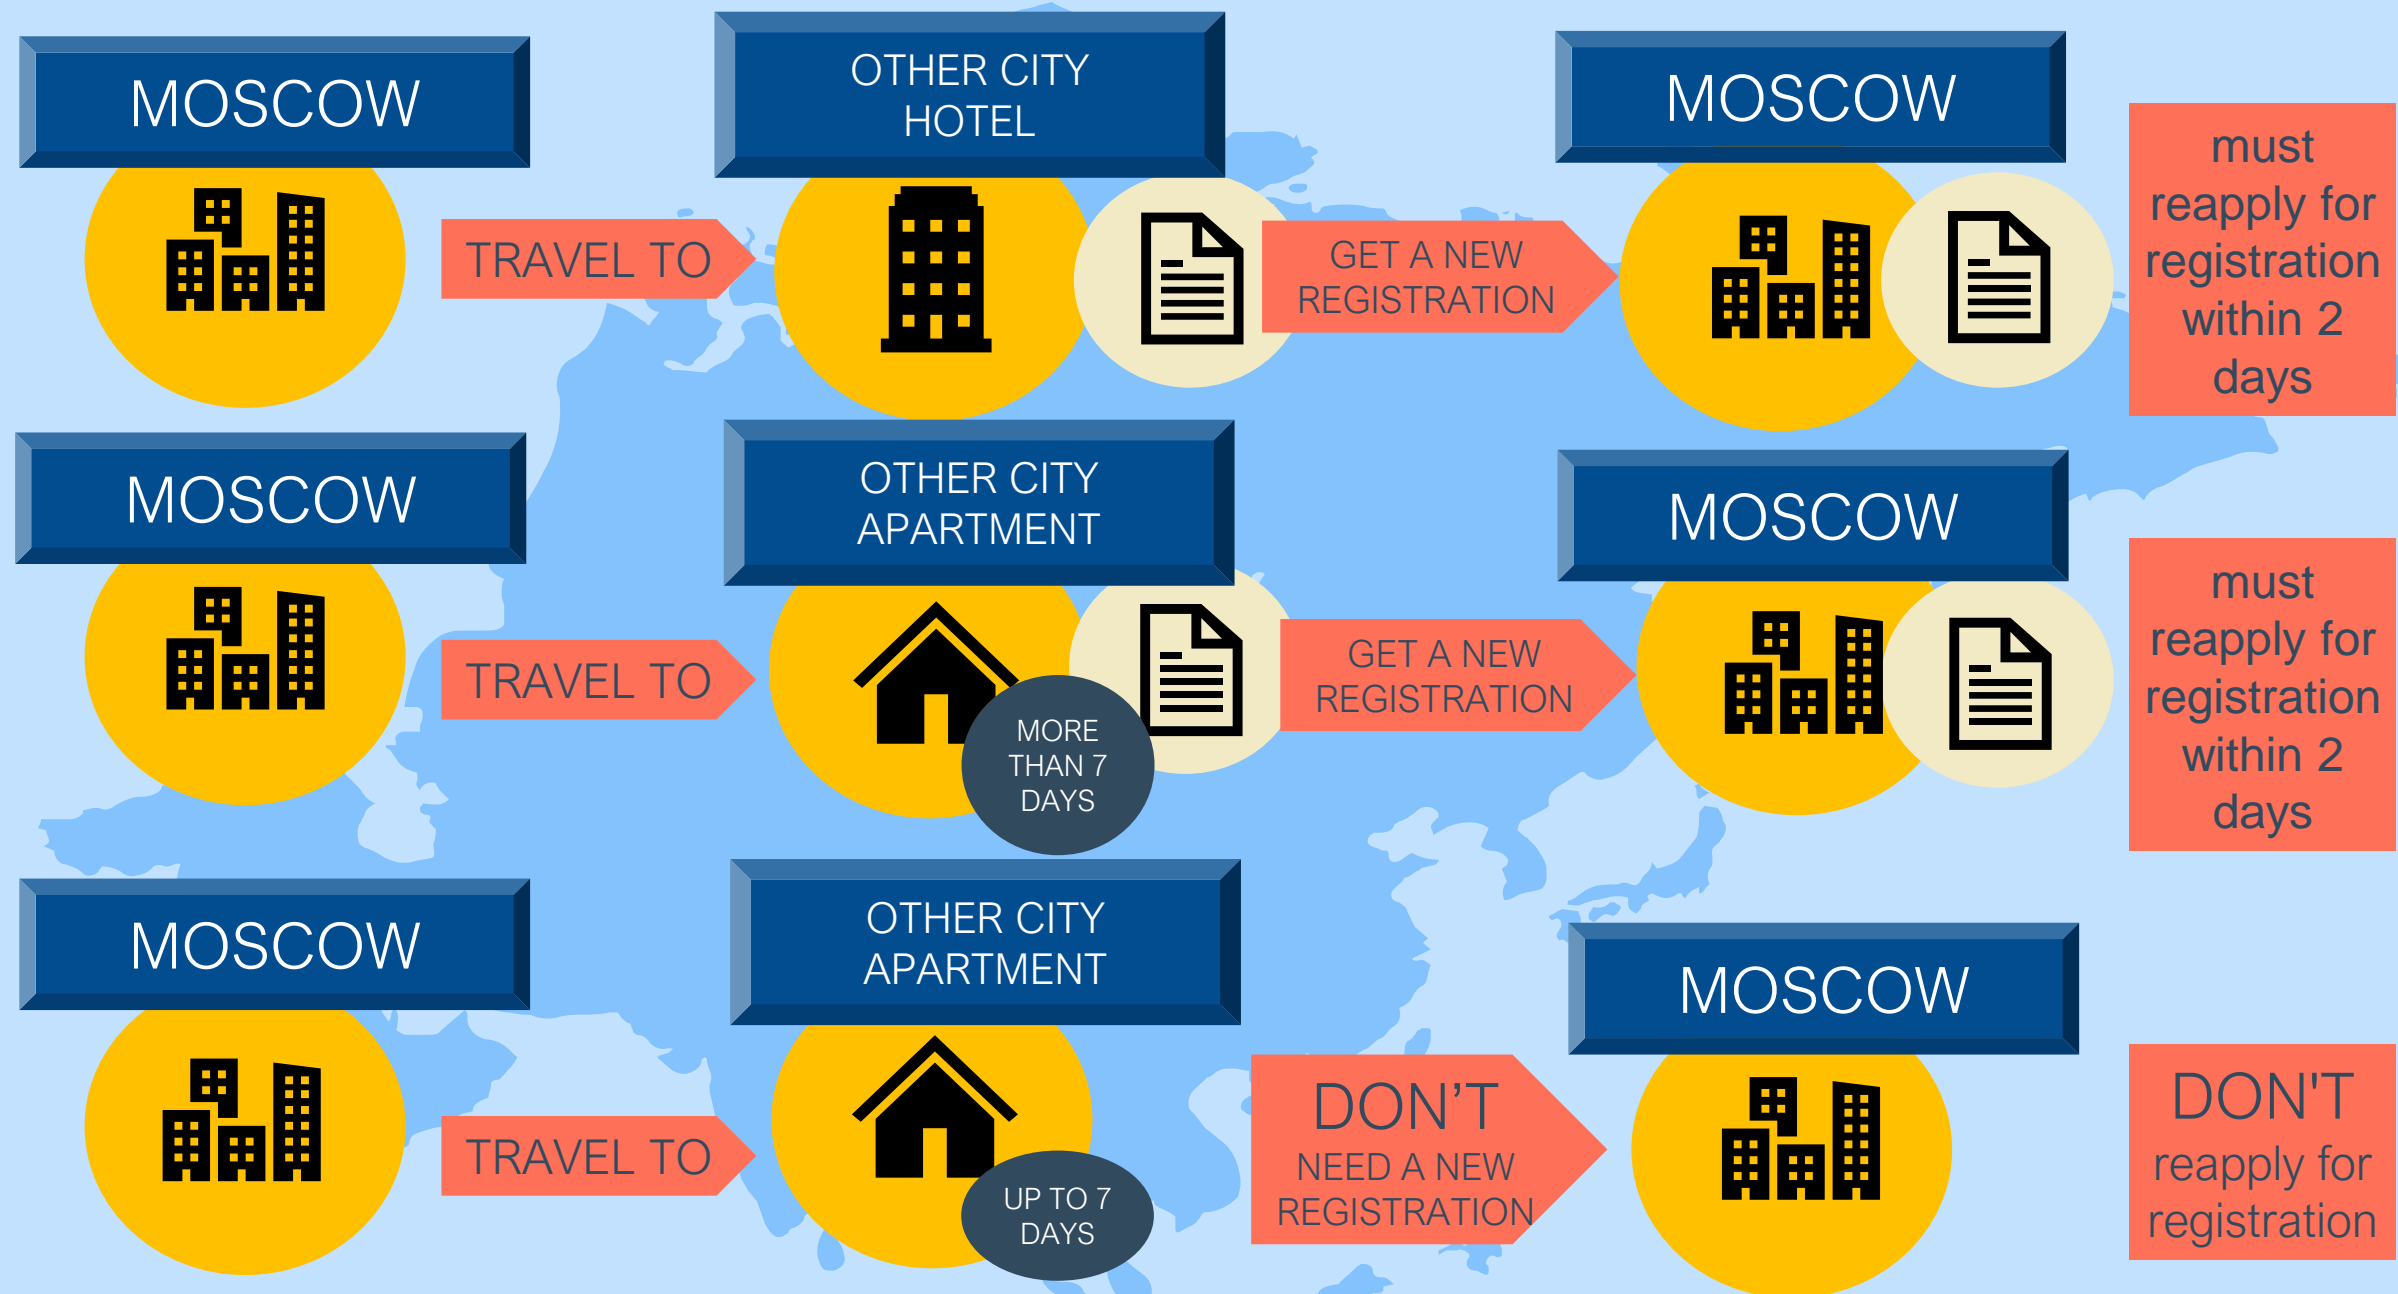 MOSCOW
TRAVEL TO
OTHER CITY
HOTEL
GET A NEW
REGISTRATION
MOSCOW
must
reapply for
registration
within 2
days
MOSCOW
TRAVEL TO
OTHER CITY
APARTMENT
MORE
THAN 7
DAYS
GET A NEW
REGISTRATION
MOSCOW
must
reapply for
registration
within 2
days
MOSCOW
TRAVEL TO
OTHER CITY
APARTMENT
UP TO 7
DAYS
DON’T
NEED A NEW
REGISTRATION
MOSCOW
DON'T
reapply for
registration